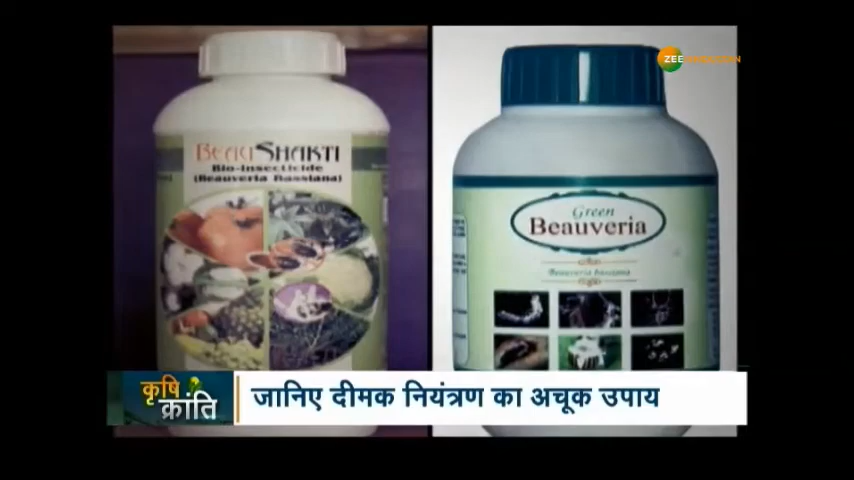 ZEE
BEAUSHAKTI
Bio-Insecticide
(Beauveria Bassiana)
Green
Beauveria
Beauveria bassiana
कृषि
क्रांति
जानिए दीमक नियंत्रण का अचूक उपाय